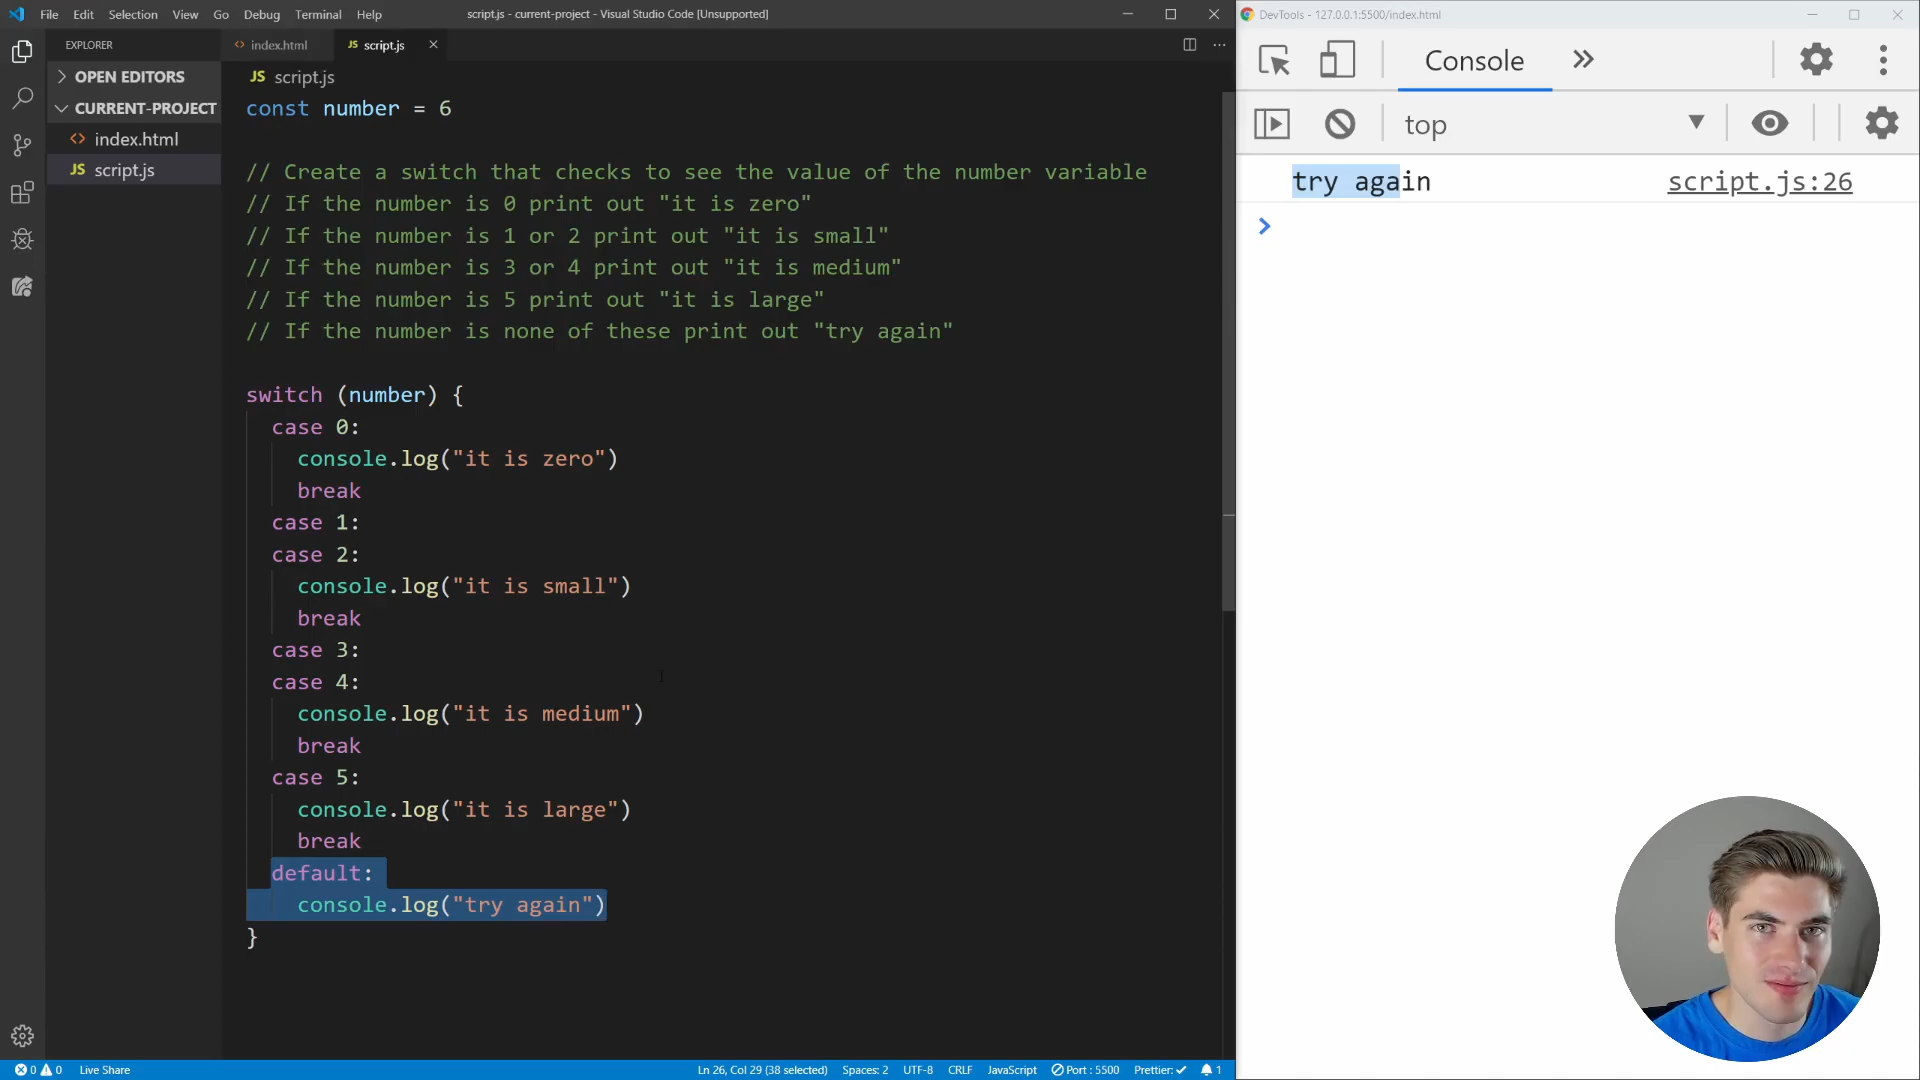 File Edit Selection View Go Debug Terminal Help
script.js - current-project - Visual Studio Code [Unsupported]
EXPLORER
OPEN EDITORS
CURRENT-PROJECT
index.html
JS script.js
index.html
JS script.js
JS script.js
const number = 6
// Create a switch that checks to see the value of the number variable
// If the number is 0 print out "it is zero"
// If the number is 1 or 2 print out "it is small"
// If the number is 3 or 4 print out "it is medium"
// If the number is 5 print out "it is large"
// If the number is none of these print out "try again"
switch (number) {
case 0:
console.log("it is zero")
break
case 1:
case 2:
console.log("it is small")
break
case 3:
case 4:
console.log("it is medium")
break
case 5:
console.log("it is large")
break
default:
console.log("try again")
}
0 0 Live Share
Ln 26, Col 29 (38 selected) Spaces: 2 UTF-8 CRLF JavaScript Port : 5500 Prettier: 1
DevTools - 127.0.0.1:5500/index.html
Console
top
try again script.js:26